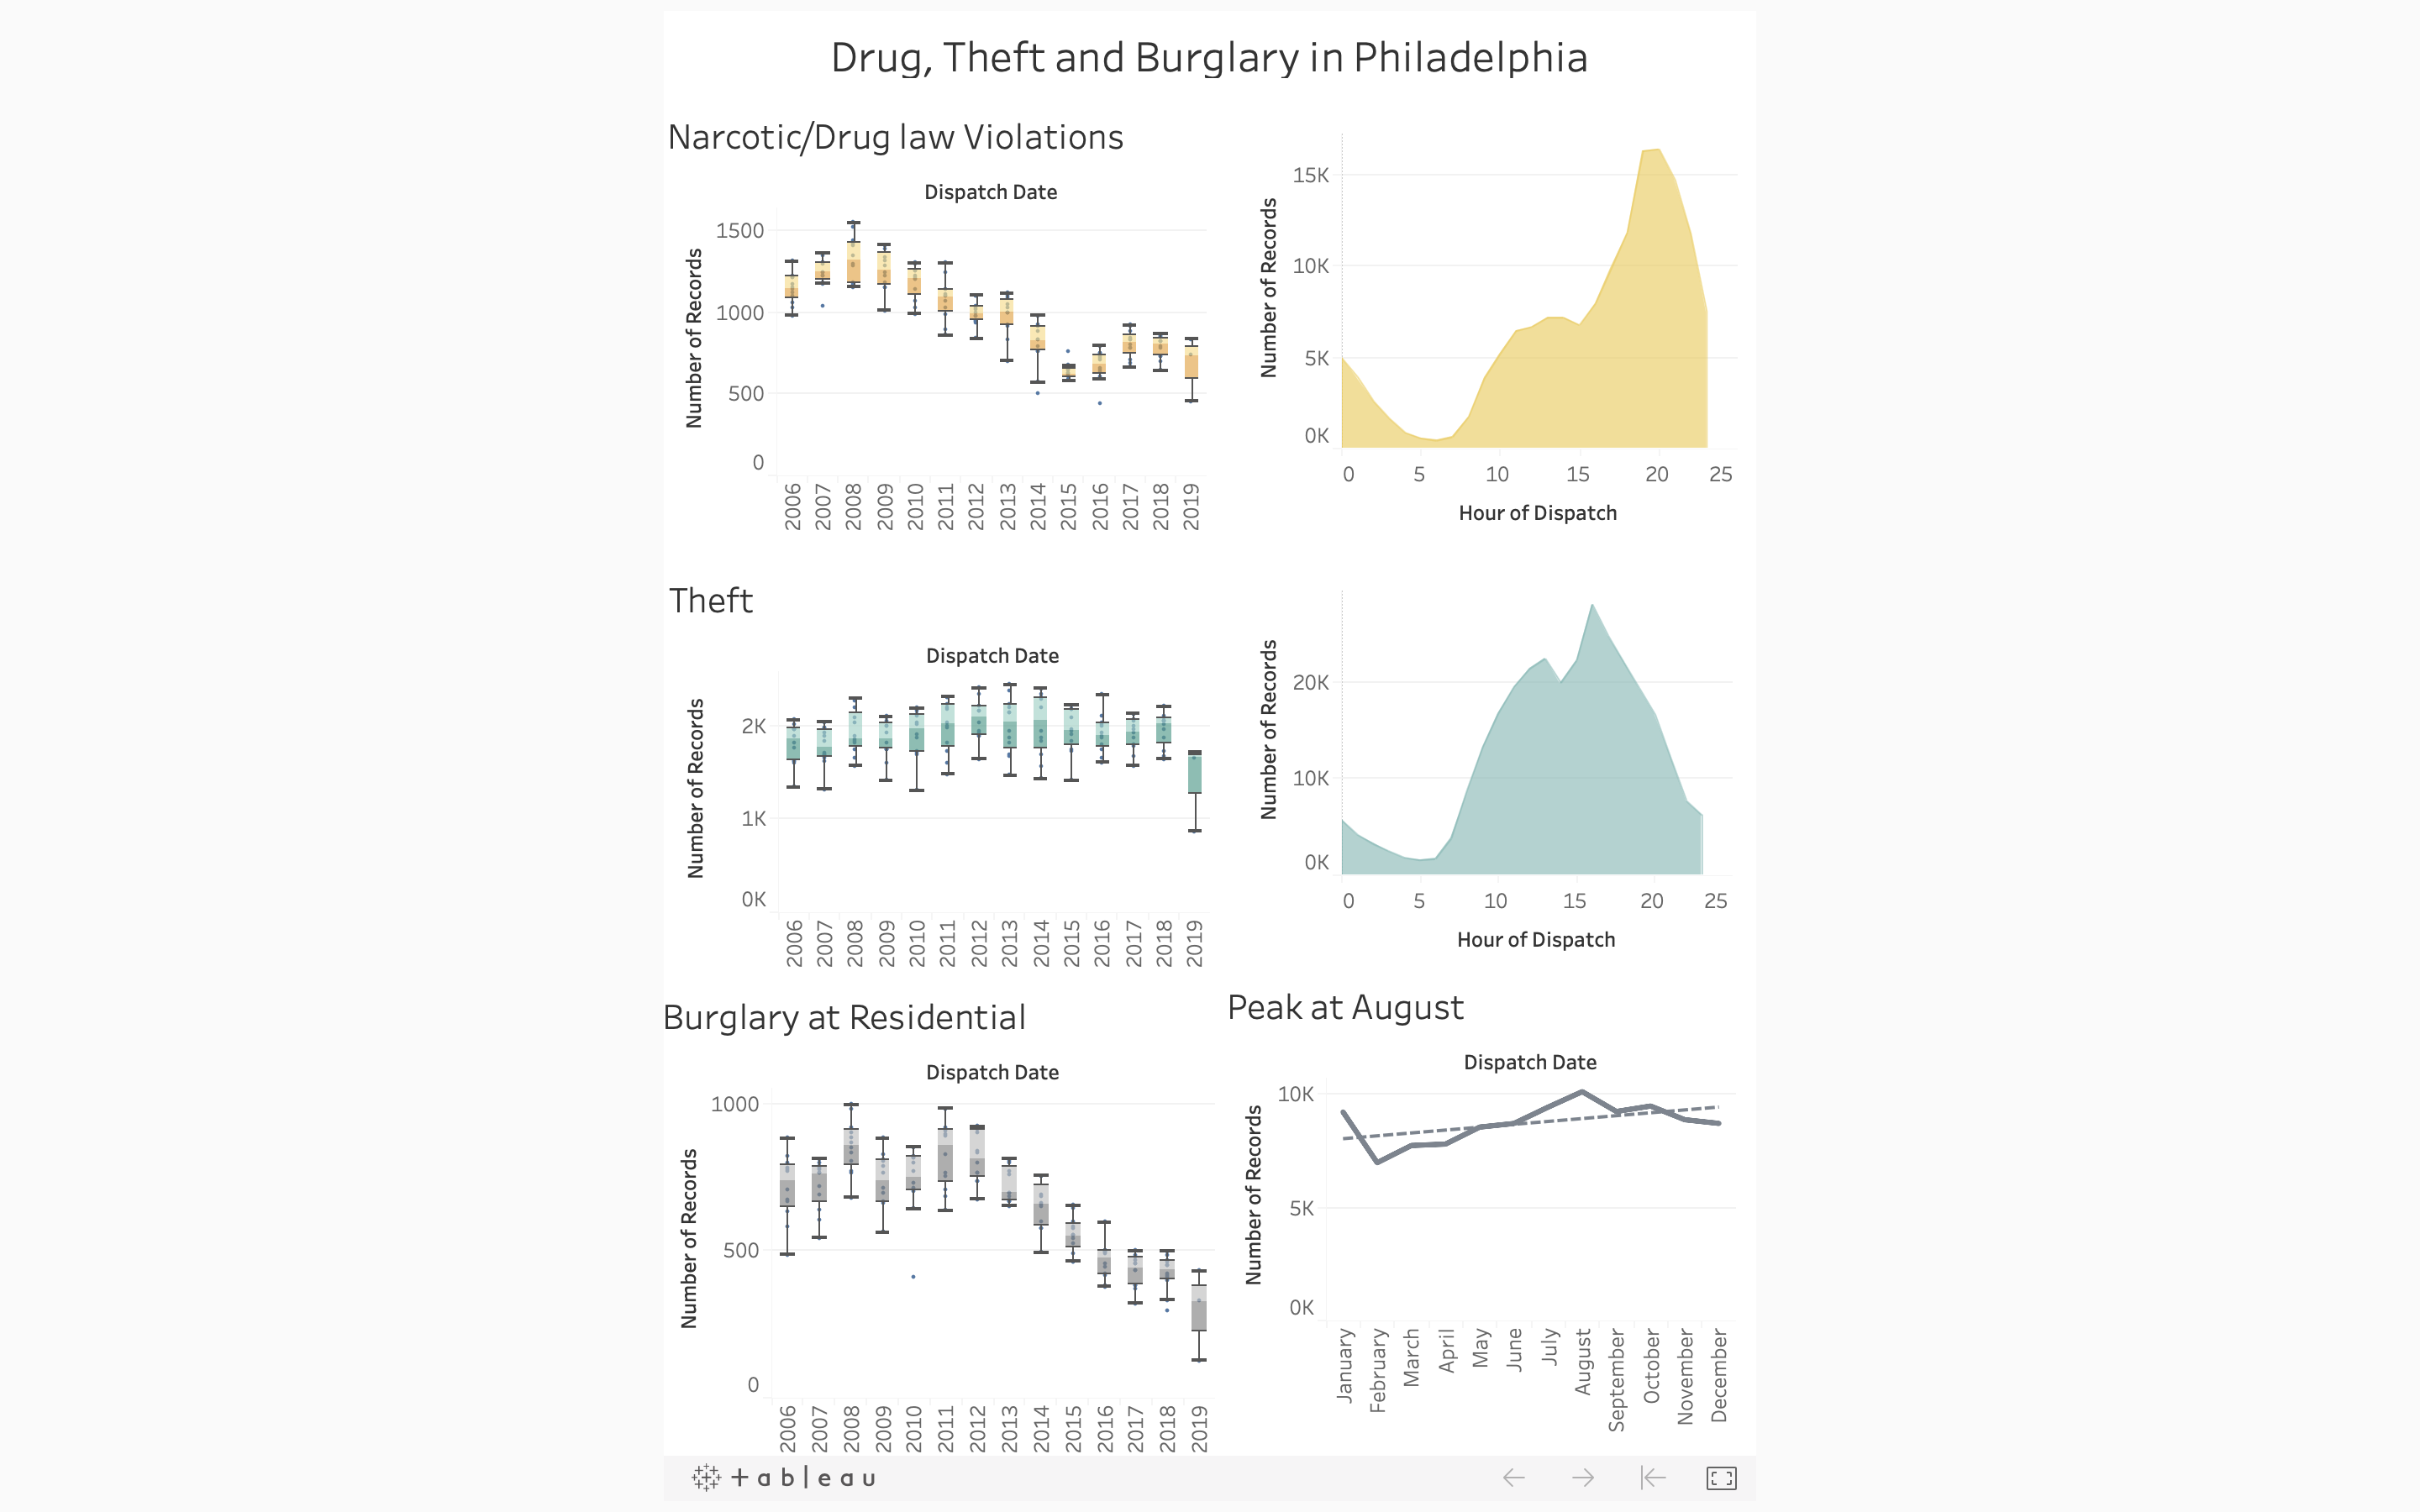 Drug, Theft and Burglary in Philadelphia
Narcotic/Drug law Violations
Dispatch Date
Number of Records
1500
1000
500
0
2006 2007 2008 2009 2010 2011 2012 2013 2014 2015 2016 2017 2018 2019
Number of Records
15K
10K
5K
0K
0 5 10 15 20 25
Hour of Dispatch
Theft
Dispatch Date
Number of Records
2K
1K
0K
2006 2007 2008 2009 2010 2011 2012 2013 2014 2015 2016 2017 2018 2019
Number of Records
20K
10K
0K
0 5 10 15 20 25
Hour of Dispatch
Burglary at Residential
Dispatch Date
Number of Records
1000
500
0
2006 2007 2008 2009 2010 2011 2012 2013 2014 2015 2016 2017 2018 2019
Peak at August
Dispatch Date
Number of Records
10K
5K
0K
January February March April May June July August September October November December
+ableau